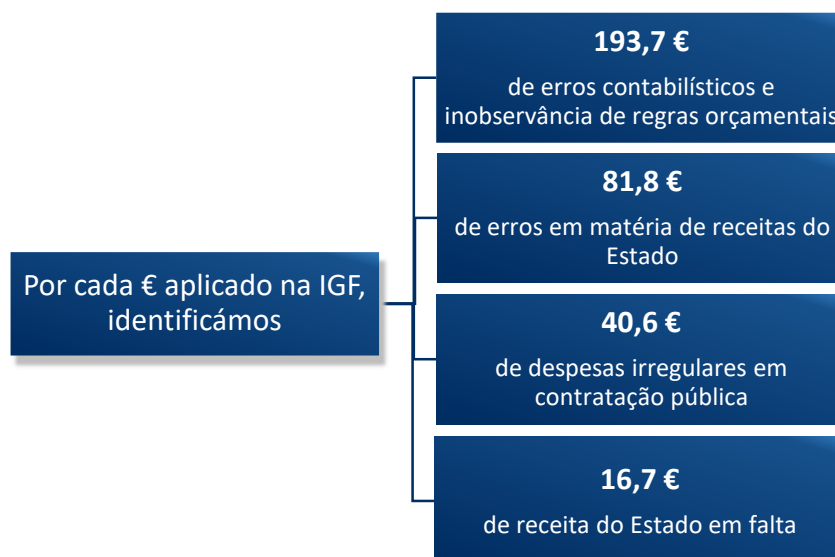 Por cada € aplicado na IGF,
identificámos
193,7 €
de erros contabilísticos e
inobservância de regras orçamentais
81,8 €
de erros em matéria de receitas do
Estado
40,6 €
de despesas irregulares em
contratação pública
16,7 €
de receita do Estado em falta